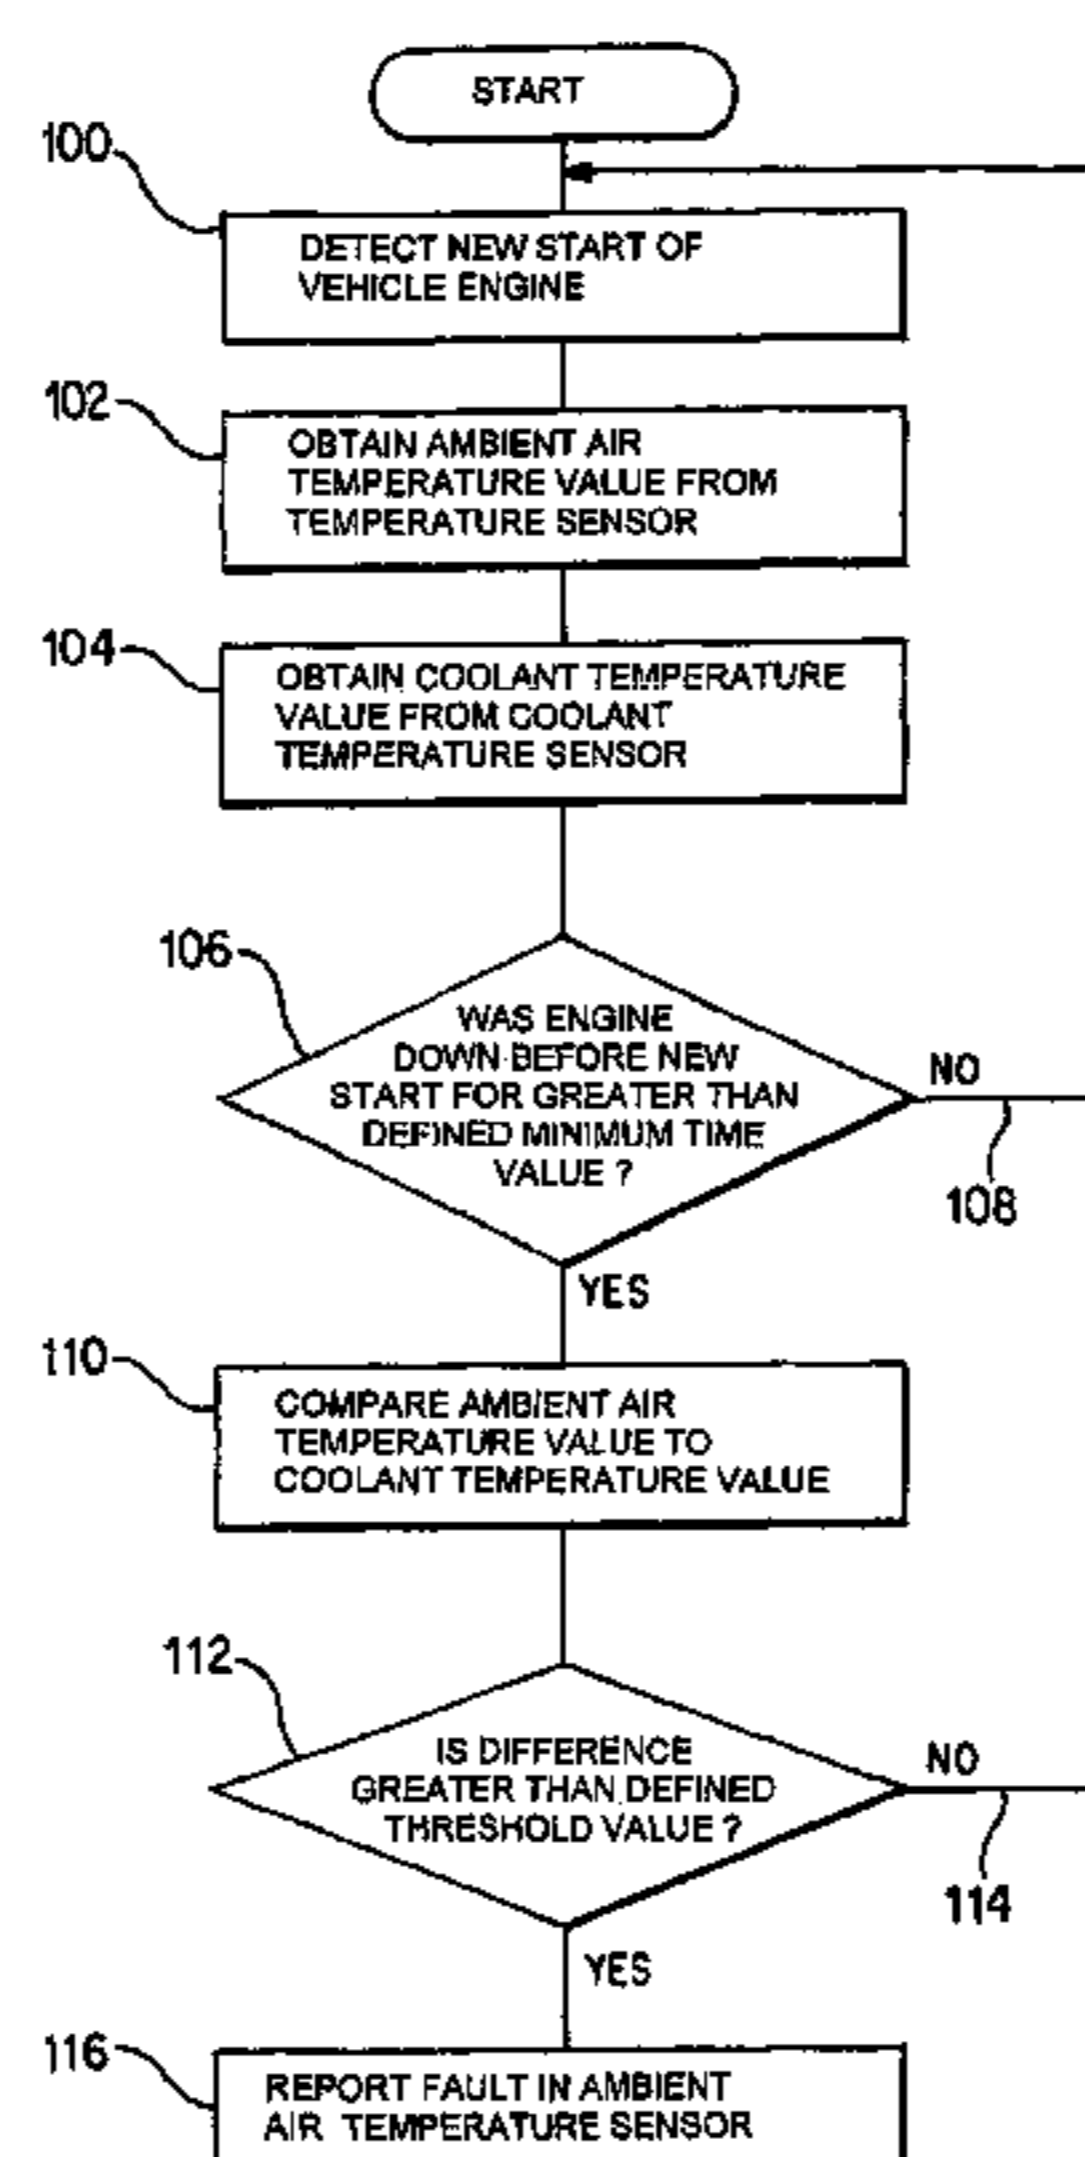 START
100
DETECT NEW START OF
VEHICLE ENGINE
102
OBTAIN AMBIENT AIR
TEMPERATURE VALUE FROM
TEMPERATURE SENSOR
104
OBTAIN COOLANT TEMPERATURE
VALUE FROM COOLANT
TEMPERATURE SENSOR
106
WAS ENGINE
DOWN BEFORE NEW
START FOR GREATER THAN
DEFINED MINIMUM TIME
VALUE ?
NO
108
YES
110
COMPARE AMBIENT AIR
TEMPERATURE VALUE TO
COOLANT TEMPERATURE VALUE
112
IS DIFFERENCE
GREATER THAN DEFINED
THRESHOLD VALUE ?
NO
114
YES
116
REPORT FAULT IN AMBIENT
AIR TEMPERATURE SENSOR